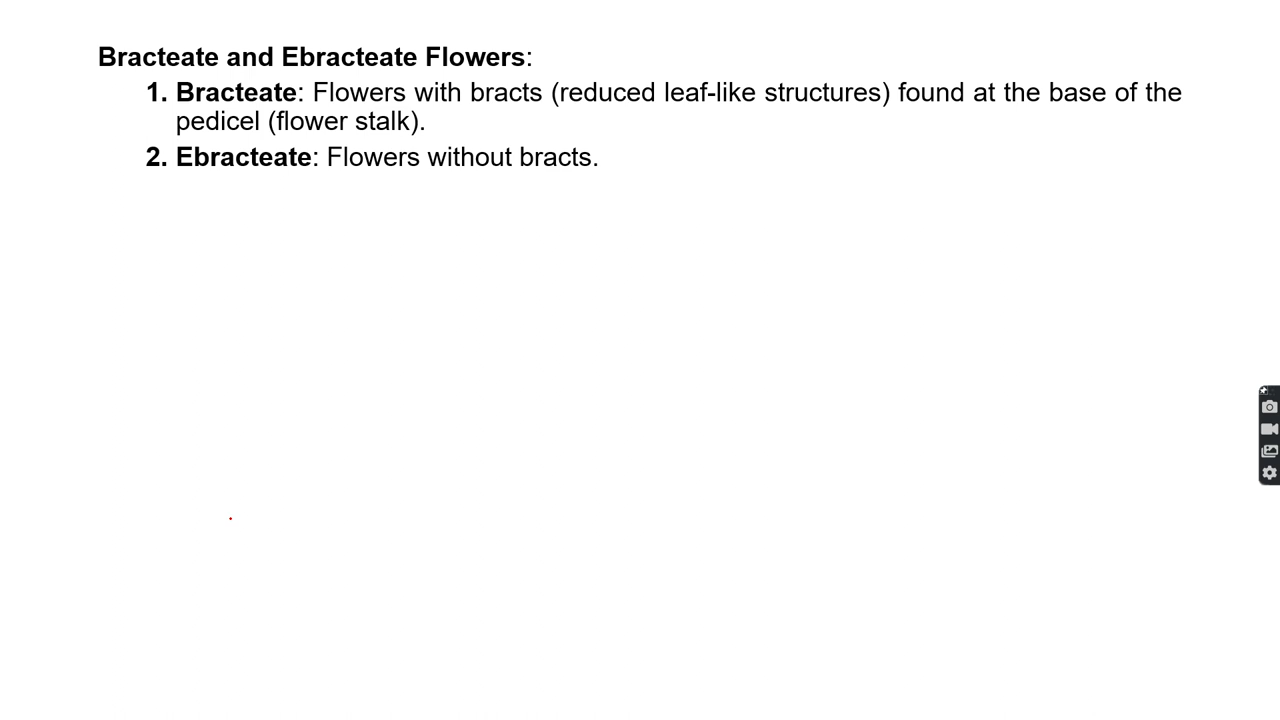 Bracteate and Ebracteate Flowers:
1. Bracteate: Flowers with bracts (reduced leaf-like structures) found at the base of the
pedicel (flower stalk).
2. Ebracteate: Flowers without bracts.